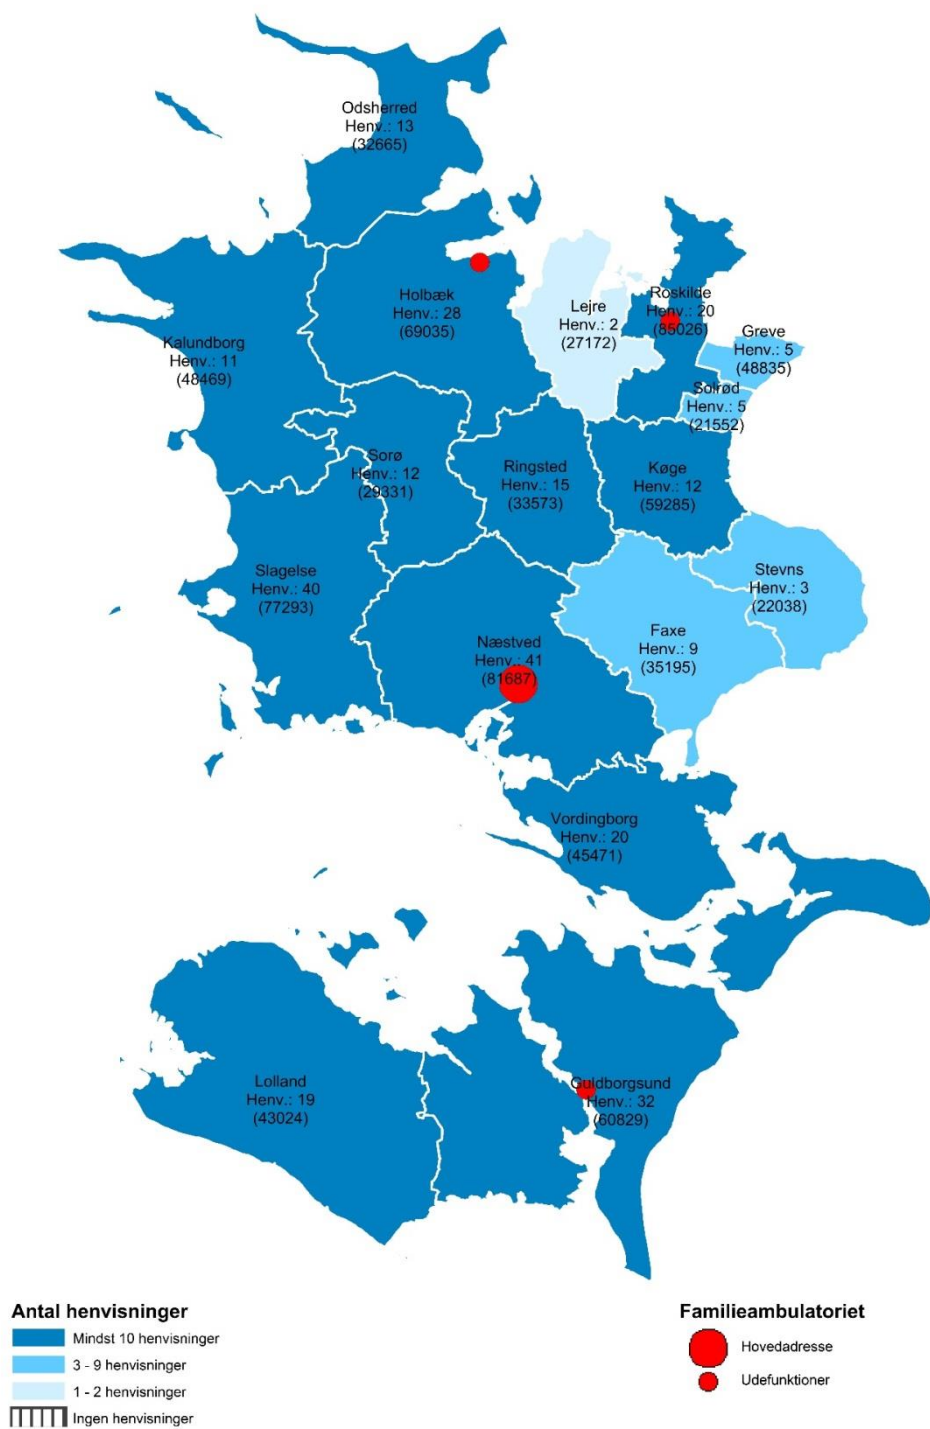 Odsherred
Henv.: 13
(32665)
Holbæk
Henv.: 28
(69035)
Lejre
Henv.: 2
(27172)
Roskilde
Henv.: 20
(85026)
Greve
Henv.: 5
(48835)
Kalundborg
Henv.: 11
(48469)
Solrød
Henv.: 5
(21552)
Sorø
Henv.: 12
(29331)
Ringsted
Henv.: 15
(33573)
Køge
Henv.: 12
(59285)
Slagelse
Henv.: 40
(77293)
Stevns
Henv.: 3
(22038)
Næstved
Henv.: 41
(81687)
Faxe
Henv.: 9
(35195)
Vordingborg
Henv.: 20
(45471)
Lolland
Henv.: 19
(43024)
Guldborgsund
Henv.: 32
(60829)
Antal henvisninger
Mindst 10 henvisninger
3 - 9 henvisninger
1 - 2 henvisninger
Ingen henvisninger
Familieambulatoriet
Hovedadresse
Udefunktioner